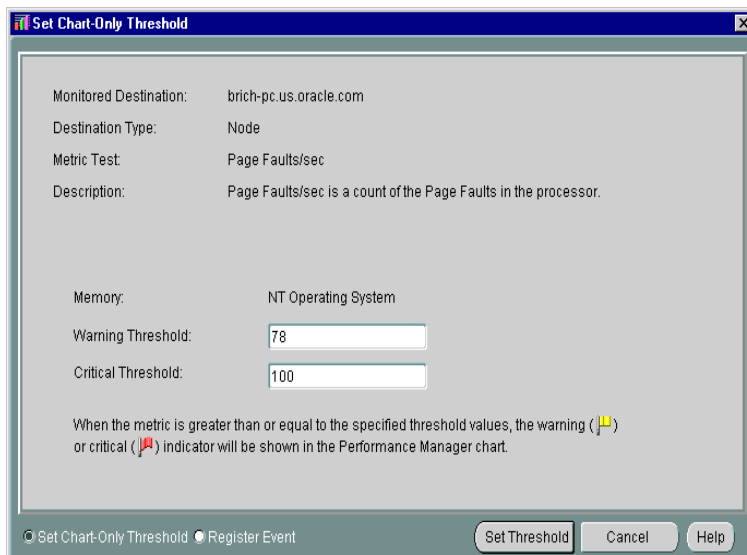 Set Chart-Only Threshold
Monitored Destination: brich-pc.us.oracle.com
Destination Type: Node
Metric Test: Page Faults/sec
Description: Page Faults/sec is a count of the Page Faults in the processor.
Memory: NT Operating System
Warning Threshold: 78
Critical Threshold: 100
When the metric is greater than or equal to the specified threshold values, the warning ( )
or critical ( ) indicator will be shown in the Performance Manager chart.
Set Chart-Only Threshold Register Event Set Threshold Cancel Help